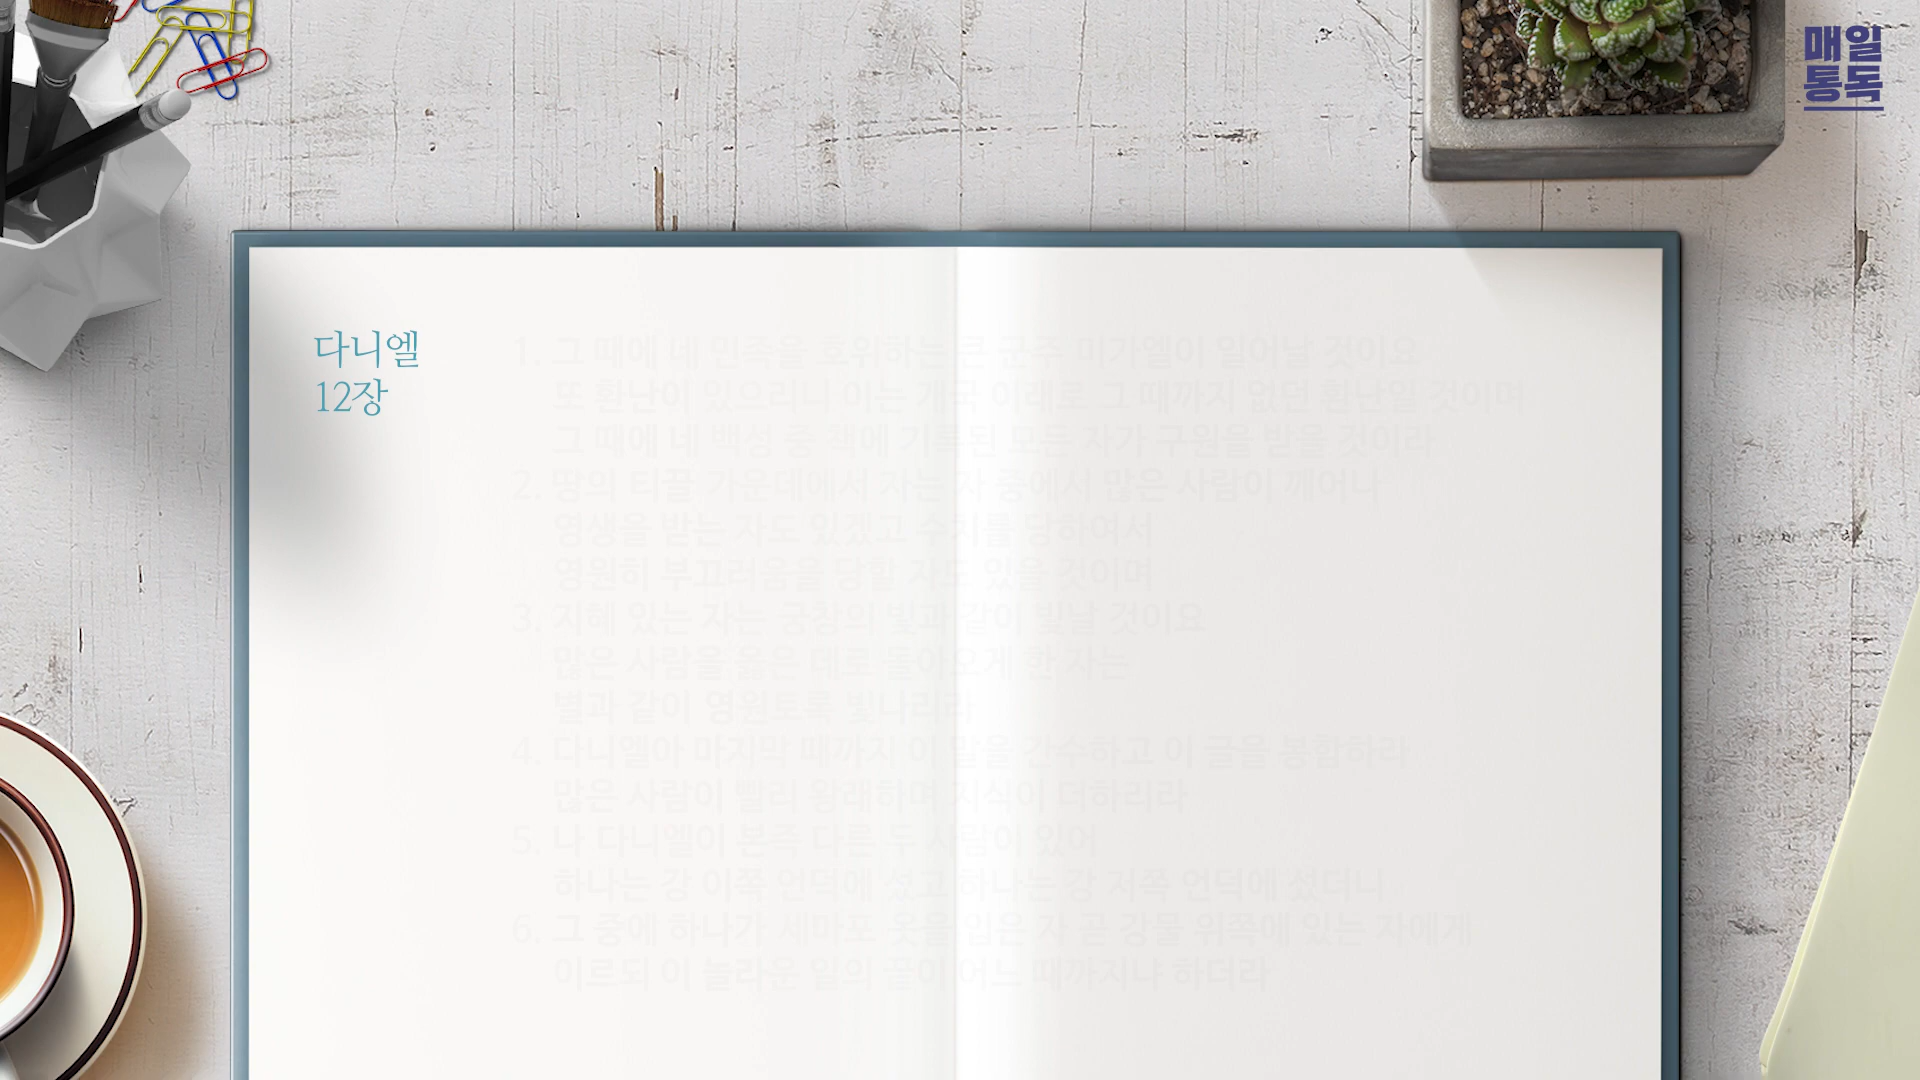 매일
통독
다니엘
12장
1. 그 때에 네 민족을 호위하는 큰 군주 미가엘이 일어날 것이요
또 환난이 있으리니 이는 개국 이래로 그 때까지 없던 환난일 것이며
그 때에 네 백성 중 책에 기록된 모든 자가 구원을 받을 것이라
2. 땅의 티끌 가운데에서 자는 자 중에서 많은 사람이 깨어나
영생을 받는 자도 있겠고 수치를 당하여서
영원히 부끄러움을 당할 자도 있을 것이며
3. 지혜 있는 자는 궁창의 빛과 같이 빛날 것이요
많은 사람을 옳은 데로 돌아오게 한 자는
별과 같이 영원토록 빛나리라
4. 다니엘아 마지막 때까지 이 말을 간수하고 이 글을 봉함하라
많은 사람이 빨리 왕래하며 지식이 더하리라
5. 나 다니엘이 본즉 다른 두 사람이 있어
하나는 강 이쪽 언덕에 섰고 하나는 강 저쪽 언덕에 섰더니
6. 그 중에 하나가 세마포 옷을 입은 자 곧 강물 위쪽에 있는 자에게
이르되 이 놀라운 일의 끝이 어느 때까지냐 하더라